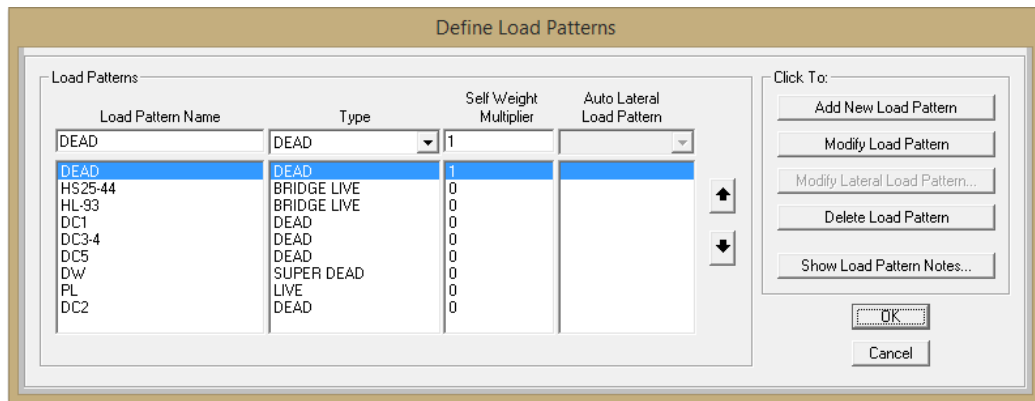 Define Load Patterns
Load Patterns
Load Pattern Name Type Self Weight Multiplier Auto Lateral Load Pattern
DEAD DEAD 1
DEAD DEAD 1
HS25-44 BRIDGE LIVE 0
HL-93 BRIDGE LIVE 0
DC1 DEAD 0
DC3-4 DEAD 0
DC5 DEAD 0
DW SUPER DEAD 0
PL LIVE 0
DC2 DEAD 0
Click To:
Add New Load Pattern
Modify Load Pattern
Modify Lateral Load Pattern...
Delete Load Pattern
Show Load Pattern Notes...
OK
Cancel